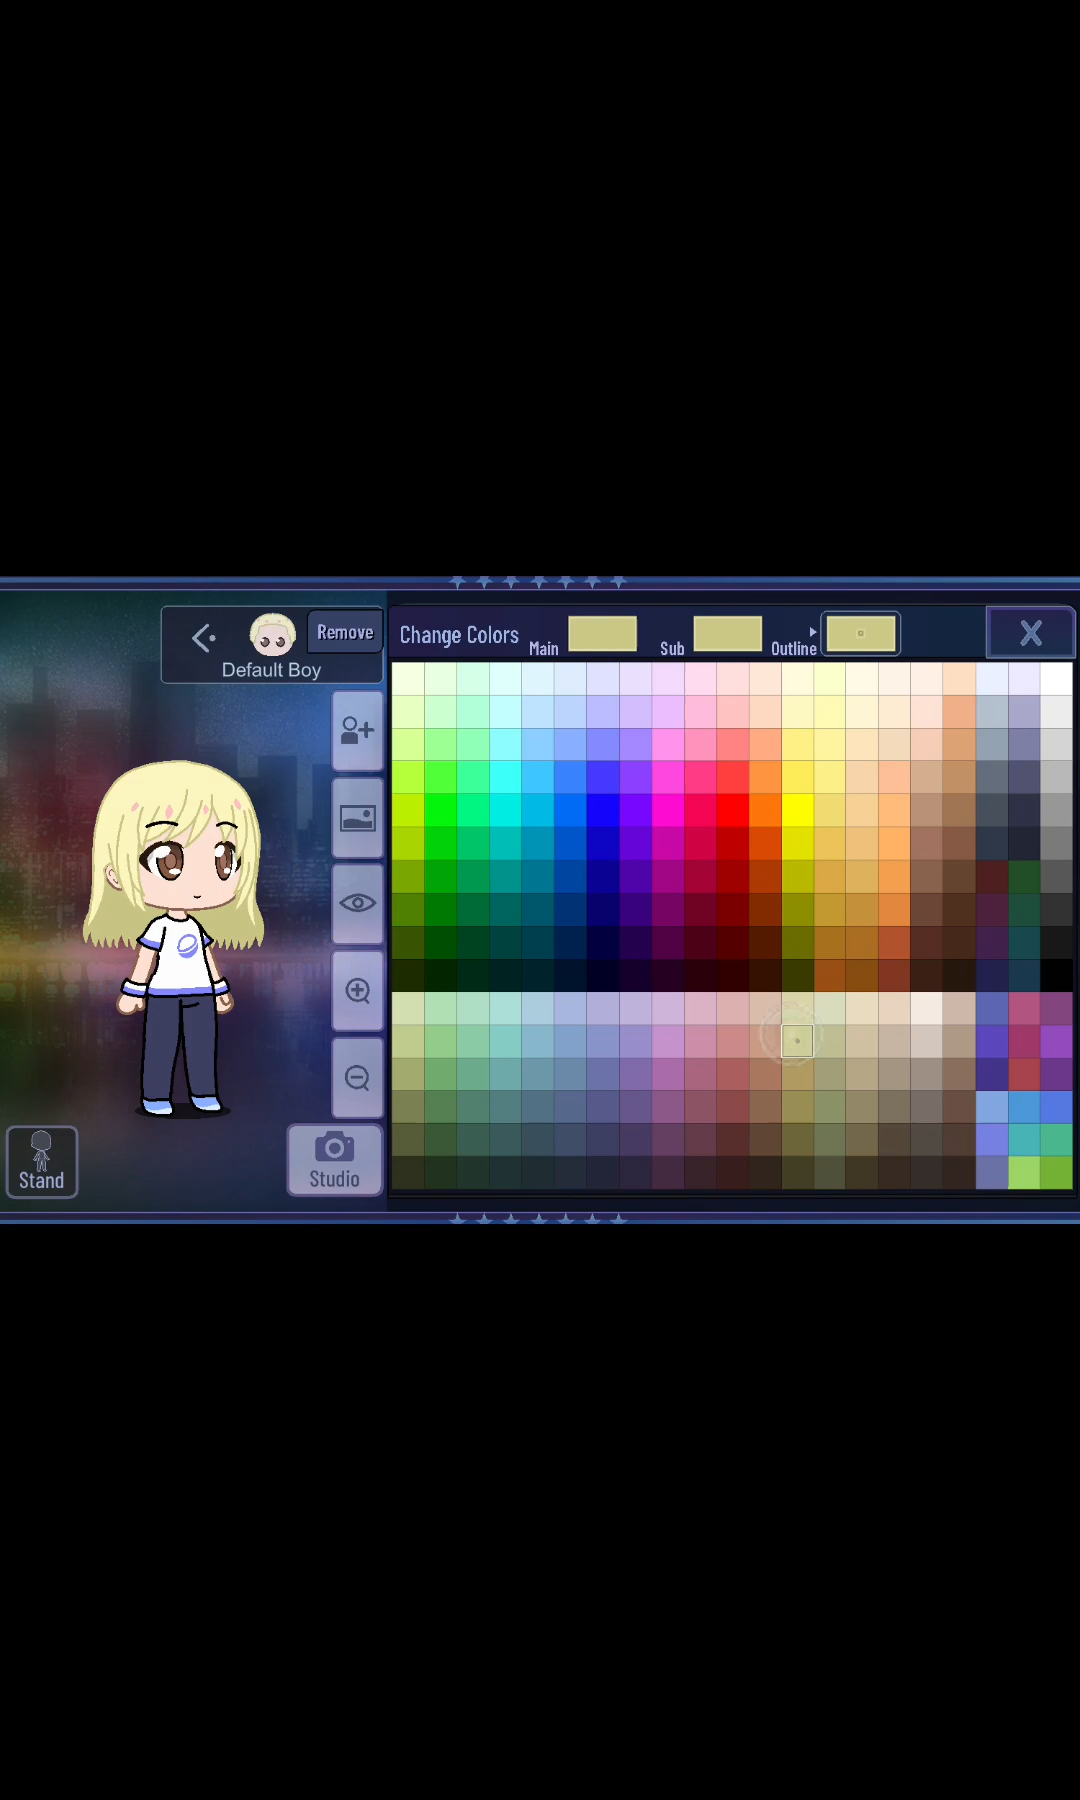 Remove
Default Boy
Change Colors
Main
Sub
Outline
X
Stand
Studio